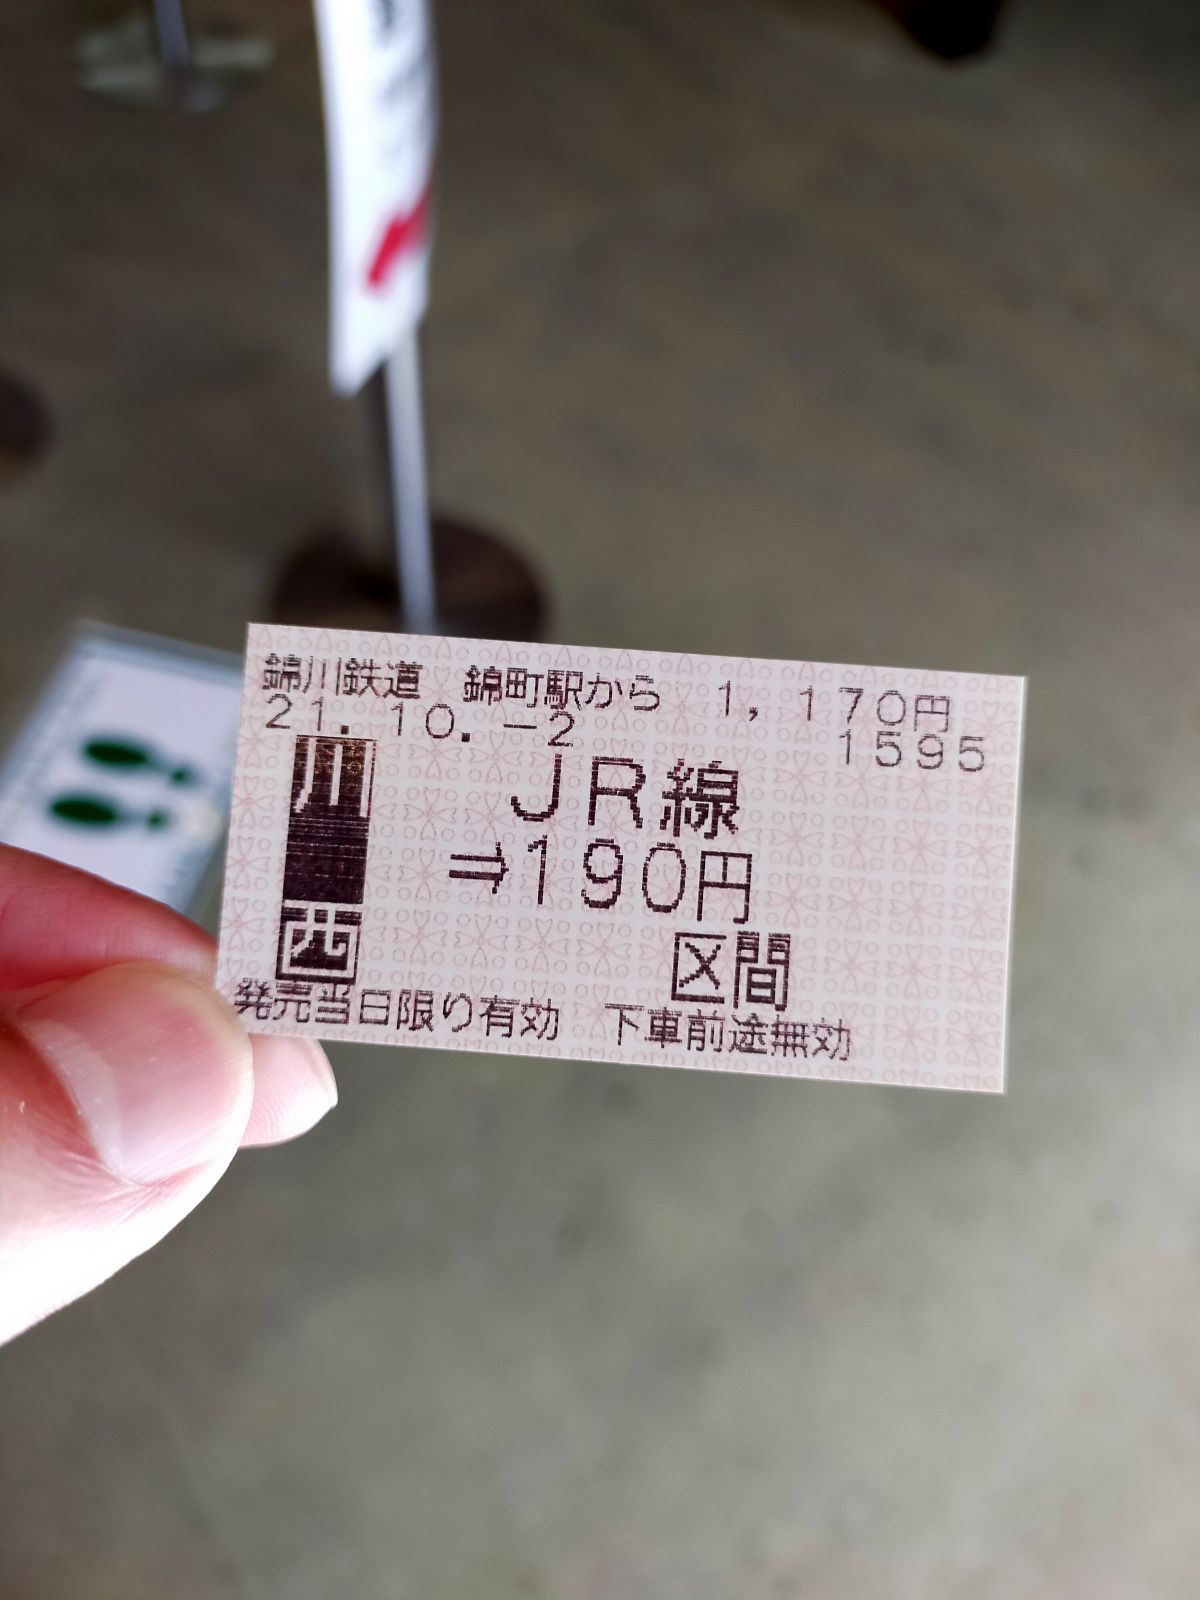 錦川鉄道 錦町駅から 1,170円
21.10.-2 1595
川 JR線
⇒190円
西 区間
発売当日限り有効 下車前途無効